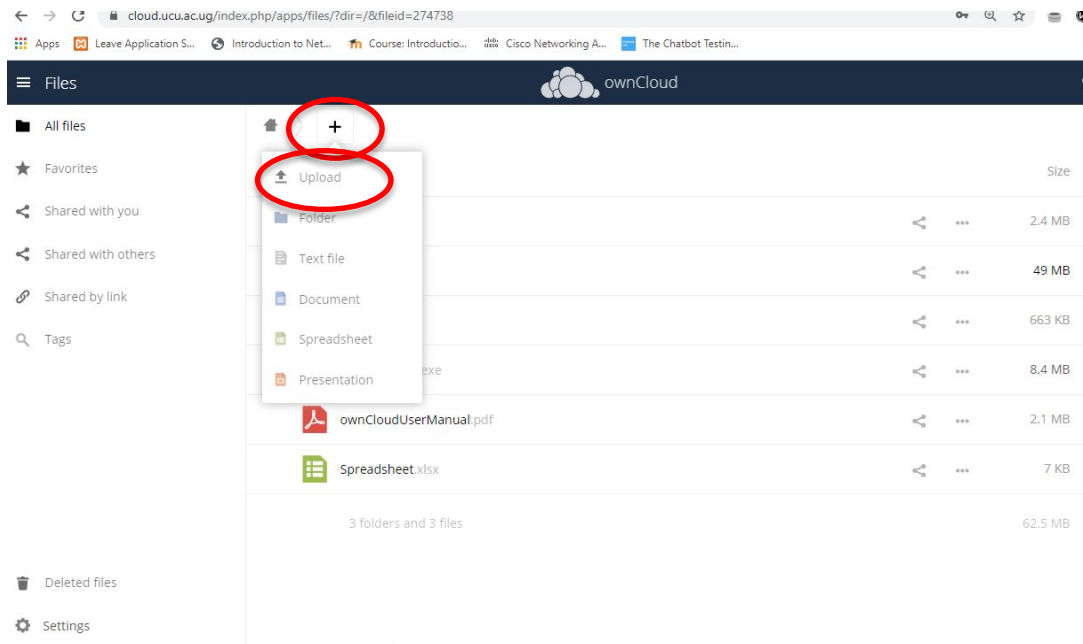 cloud.ucu.ac.ug/index.php/apps/files/?dir=/&fileid=274738
Apps Leave Application S... Introduction to Net... Course: Introductio... Cisco Networking A... The Chatbot Testin...
Files ownCloud
All files
Favorites
Shared with you
Shared with others
Shared by link
Tags
Deleted files
Settings
+
Upload
Folder
Text file
Document
Spreadsheet
Presentation
Size
2.4 MB
49 MB
663 KB
exe 8.4 MB
ownCloudUserManual.pdf 2.1 MB
Spreadsheet.xlsx 7 KB
3 folders and 3 files 62.5 MB